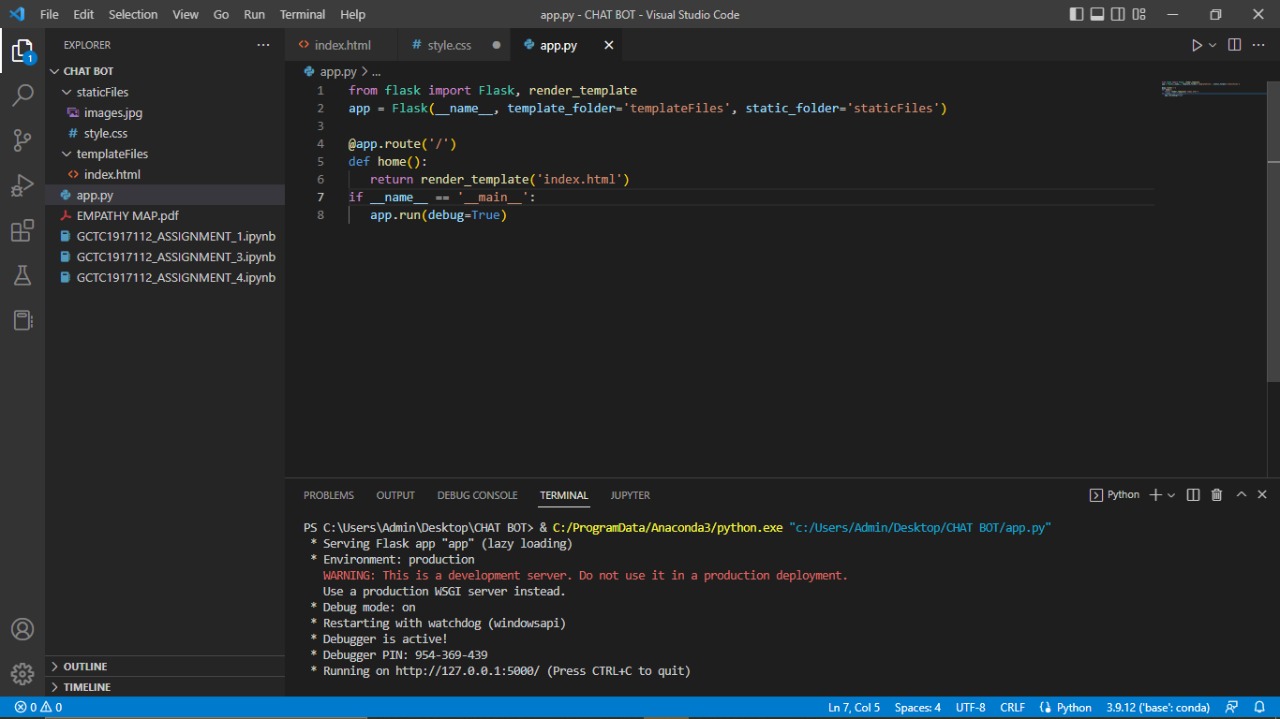 File Edit Selection View Go Run Terminal Help app.py - CHAT BOT - Visual Studio Code
EXPLORER
1
CHAT BOT
staticFiles
images.jpg
# style.css
templateFiles
<> index.html
app.py
EMPATHY MAP.pdf
GCTC1917112_ASSIGNMENT_1.ipynb
GCTC1917112_ASSIGNMENT_3.ipynb
GCTC1917112_ASSIGNMENT_4.ipynb
OUTLINE
TIMELINE
<> index.html # style.css app.py
app.py > ...
1 from flask import Flask, render_template
2 app = Flask(__name__, template_folder='templateFiles', static_folder='staticFiles')
3
4 @app.route('/')
5 def home():
6 return render_template('index.html')
7 if __name__ == '__main__':
8 app.run(debug=True)
PROBLEMS OUTPUT DEBUG CONSOLE TERMINAL JUPYTER Python
PS C:\Users\Admin\Desktop\CHAT BOT> & C:/ProgramData/Anaconda3/python.exe "c:/Users/Admin/Desktop/CHAT BOT/app.py"
* Serving Flask app "app" (lazy loading)
* Environment: production
WARNING: This is a development server. Do not use it in a production deployment.
Use a production WSGI server instead.
* Debug mode: on
* Restarting with watchdog (windowsapi)
* Debugger is active!
* Debugger PIN: 954-369-439
* Running on http://127.0.0.1:5000/ (Press CTRL+C to quit)
0 0 Ln 7, Col 5 Spaces: 4 UTF-8 CRLF Python 3.9.12 ('base': conda)